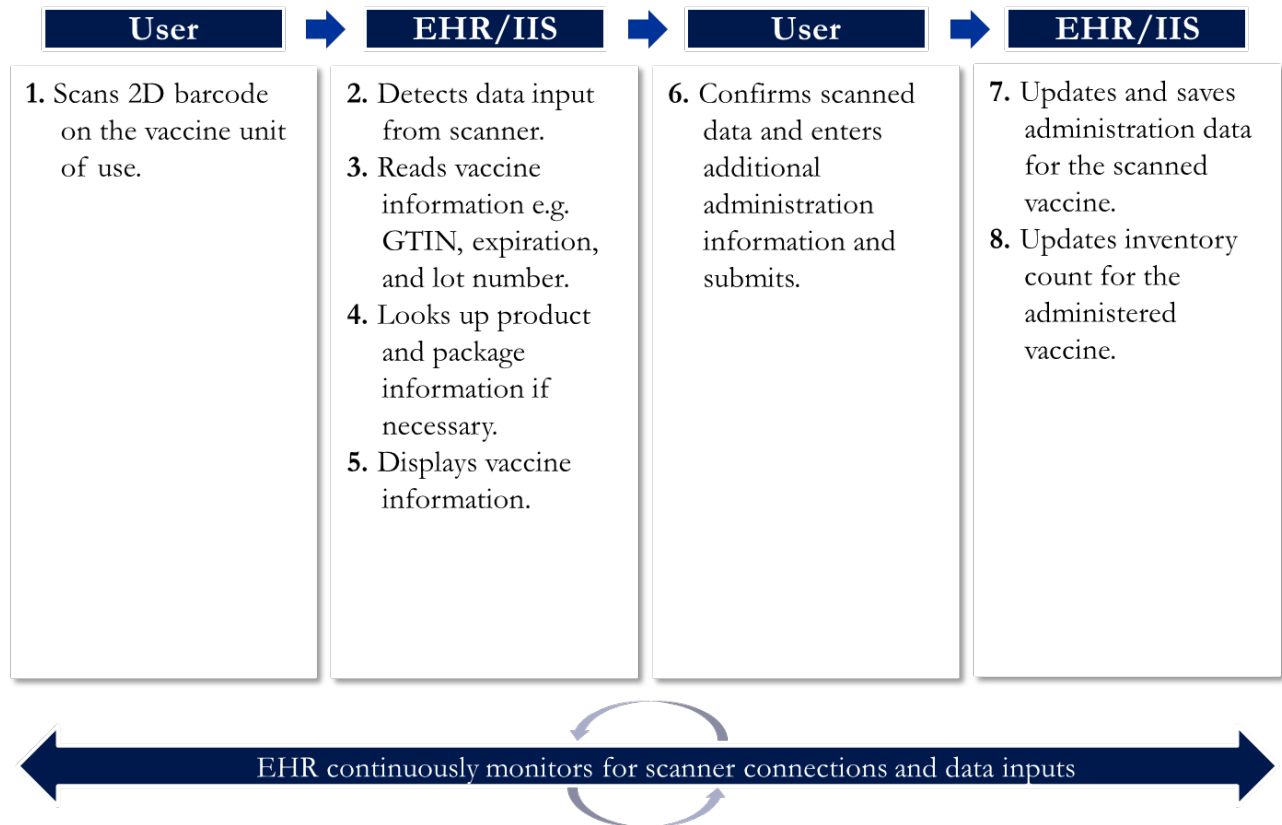 User
EHR/IIS
User
EHR/IIS
1. Scans 2D barcode
on the vaccine unit
of use.
2. Detects data input
from scanner.
3. Reads vaccine
information e.g.
GTIN, expiration,
and lot number.
4. Looks up product
and package
information if
necessary.
5. Displays vaccine
information.
6. Confirms scanned
data and enters
additional
administration
information and
submits.
7. Updates and saves
administration data
for the scanned
vaccine.
8. Updates inventory
count for the
administered
vaccine.
EHR continuously monitors for scanner connections and data inputs